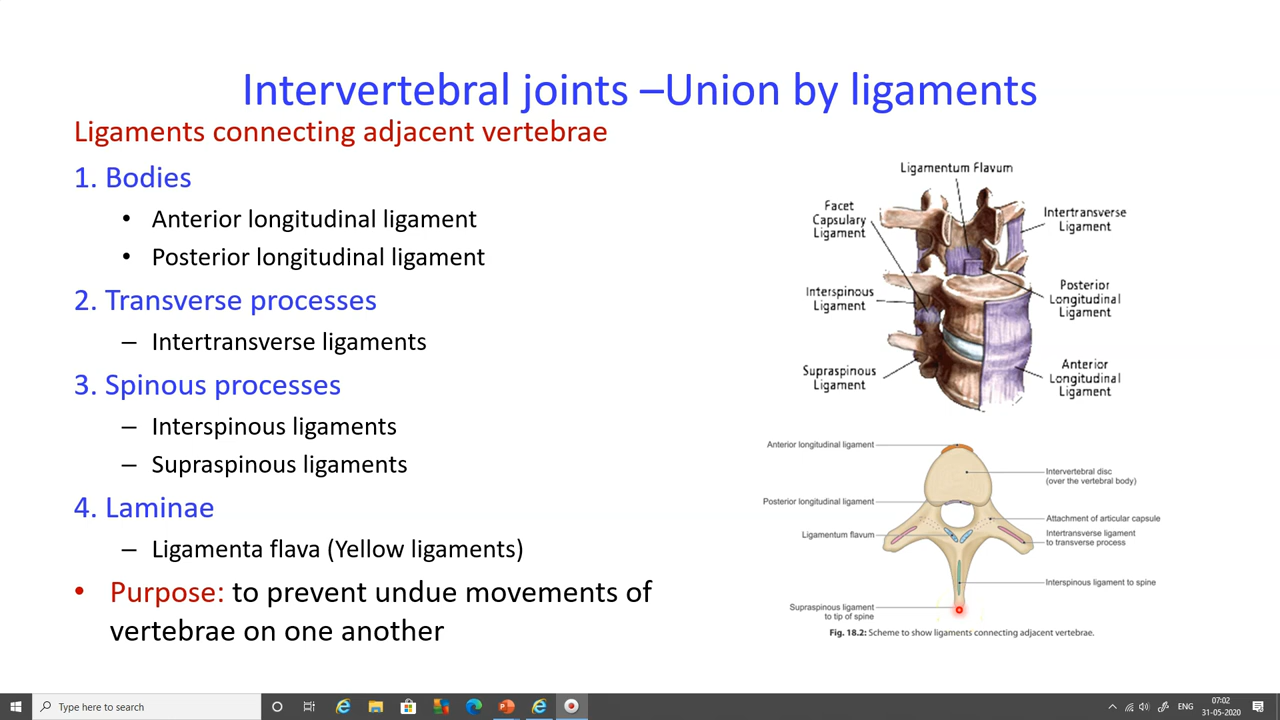 Intervertebral joints –Union by ligaments
Ligaments connecting adjacent vertebrae
1. Bodies
• Anterior longitudinal ligament
• Posterior longitudinal ligament
2. Transverse processes
– Intertransverse ligaments
3. Spinous processes
– Interspinous ligaments
– Supraspinous ligaments
4. Laminae
– Ligamenta flava (Yellow ligaments)
• Purpose: to prevent undue movements of
vertebrae on one another
Ligamentum Flavum
Facet
Capsulary
Ligament
Intertransverse
Ligament
Interspinous
Ligament
Posterior
Longitudinal
Ligament
Supraspinous
Ligament
Anterior
Longitudinal
Ligament
Anterior longitudinal ligament
Intervertebral disc
(over the vertebral body)
Posterior longitudinal ligament
Attachment of articular capsule
Ligamentum flavum
Intertransverse ligament
to transverse process
Interspinous ligament to spine
Supraspinous ligament
to tip of spine
Fig. 18.2: Scheme to show ligaments connecting adjacent vertebrae.
Type here to search
ENG
07:02
31-05-2020